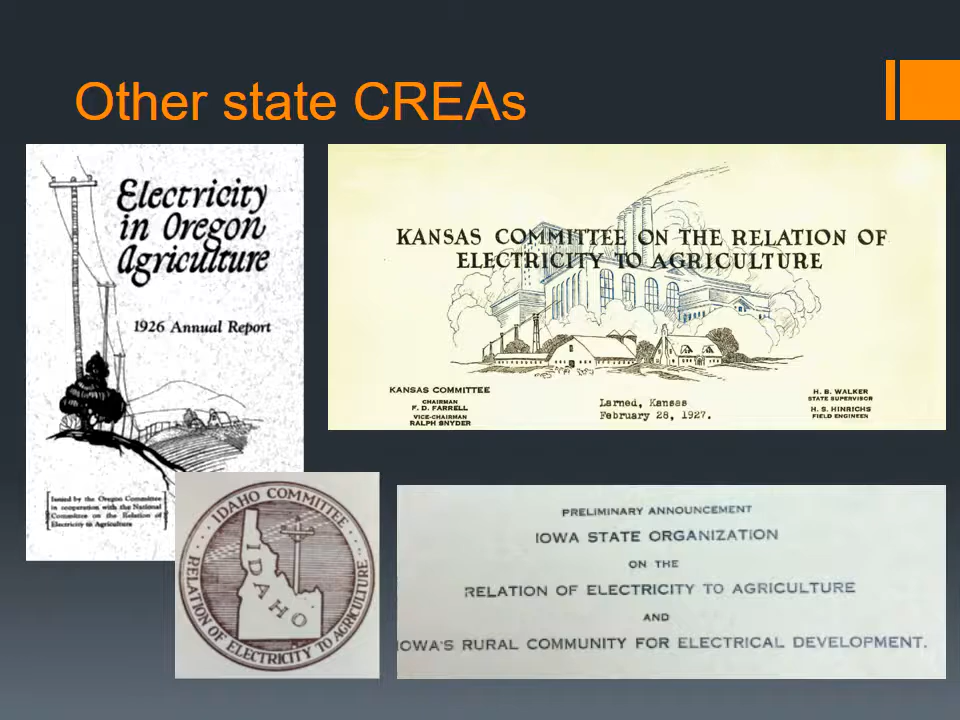 Other state CREAs
Electricity
in Oregon
Agriculture
1926 Annual Report
Issued by the Oregon Committee
in cooperation with the National
Committee on the Relation of
Electricity to Agriculture
KANSAS COMMITTEE ON THE RELATION OF
ELECTRICITY TO AGRICULTURE
KANSAS COMMITTEE
CHAIRMAN
F. D. FARRELL
VICE-CHAIRMAN
RALPH SNYDER
Larned, Kansas
February 28, 1927.
H. B. WALKER
STATE SUPERVISOR
H. S. HINRICHS
FIELD ENGINEER
IDAHO COMMITTEE
RELATION OF ELECTRICITY TO AGRICULTURE
IDAHO
PRELIMINARY ANNOUNCEMENT
IOWA STATE ORGANIZATION
ON THE
RELATION OF ELECTRICITY TO AGRICULTURE
AND
IOWA'S RURAL COMMUNITY FOR ELECTRICAL DEVELOPMENT.